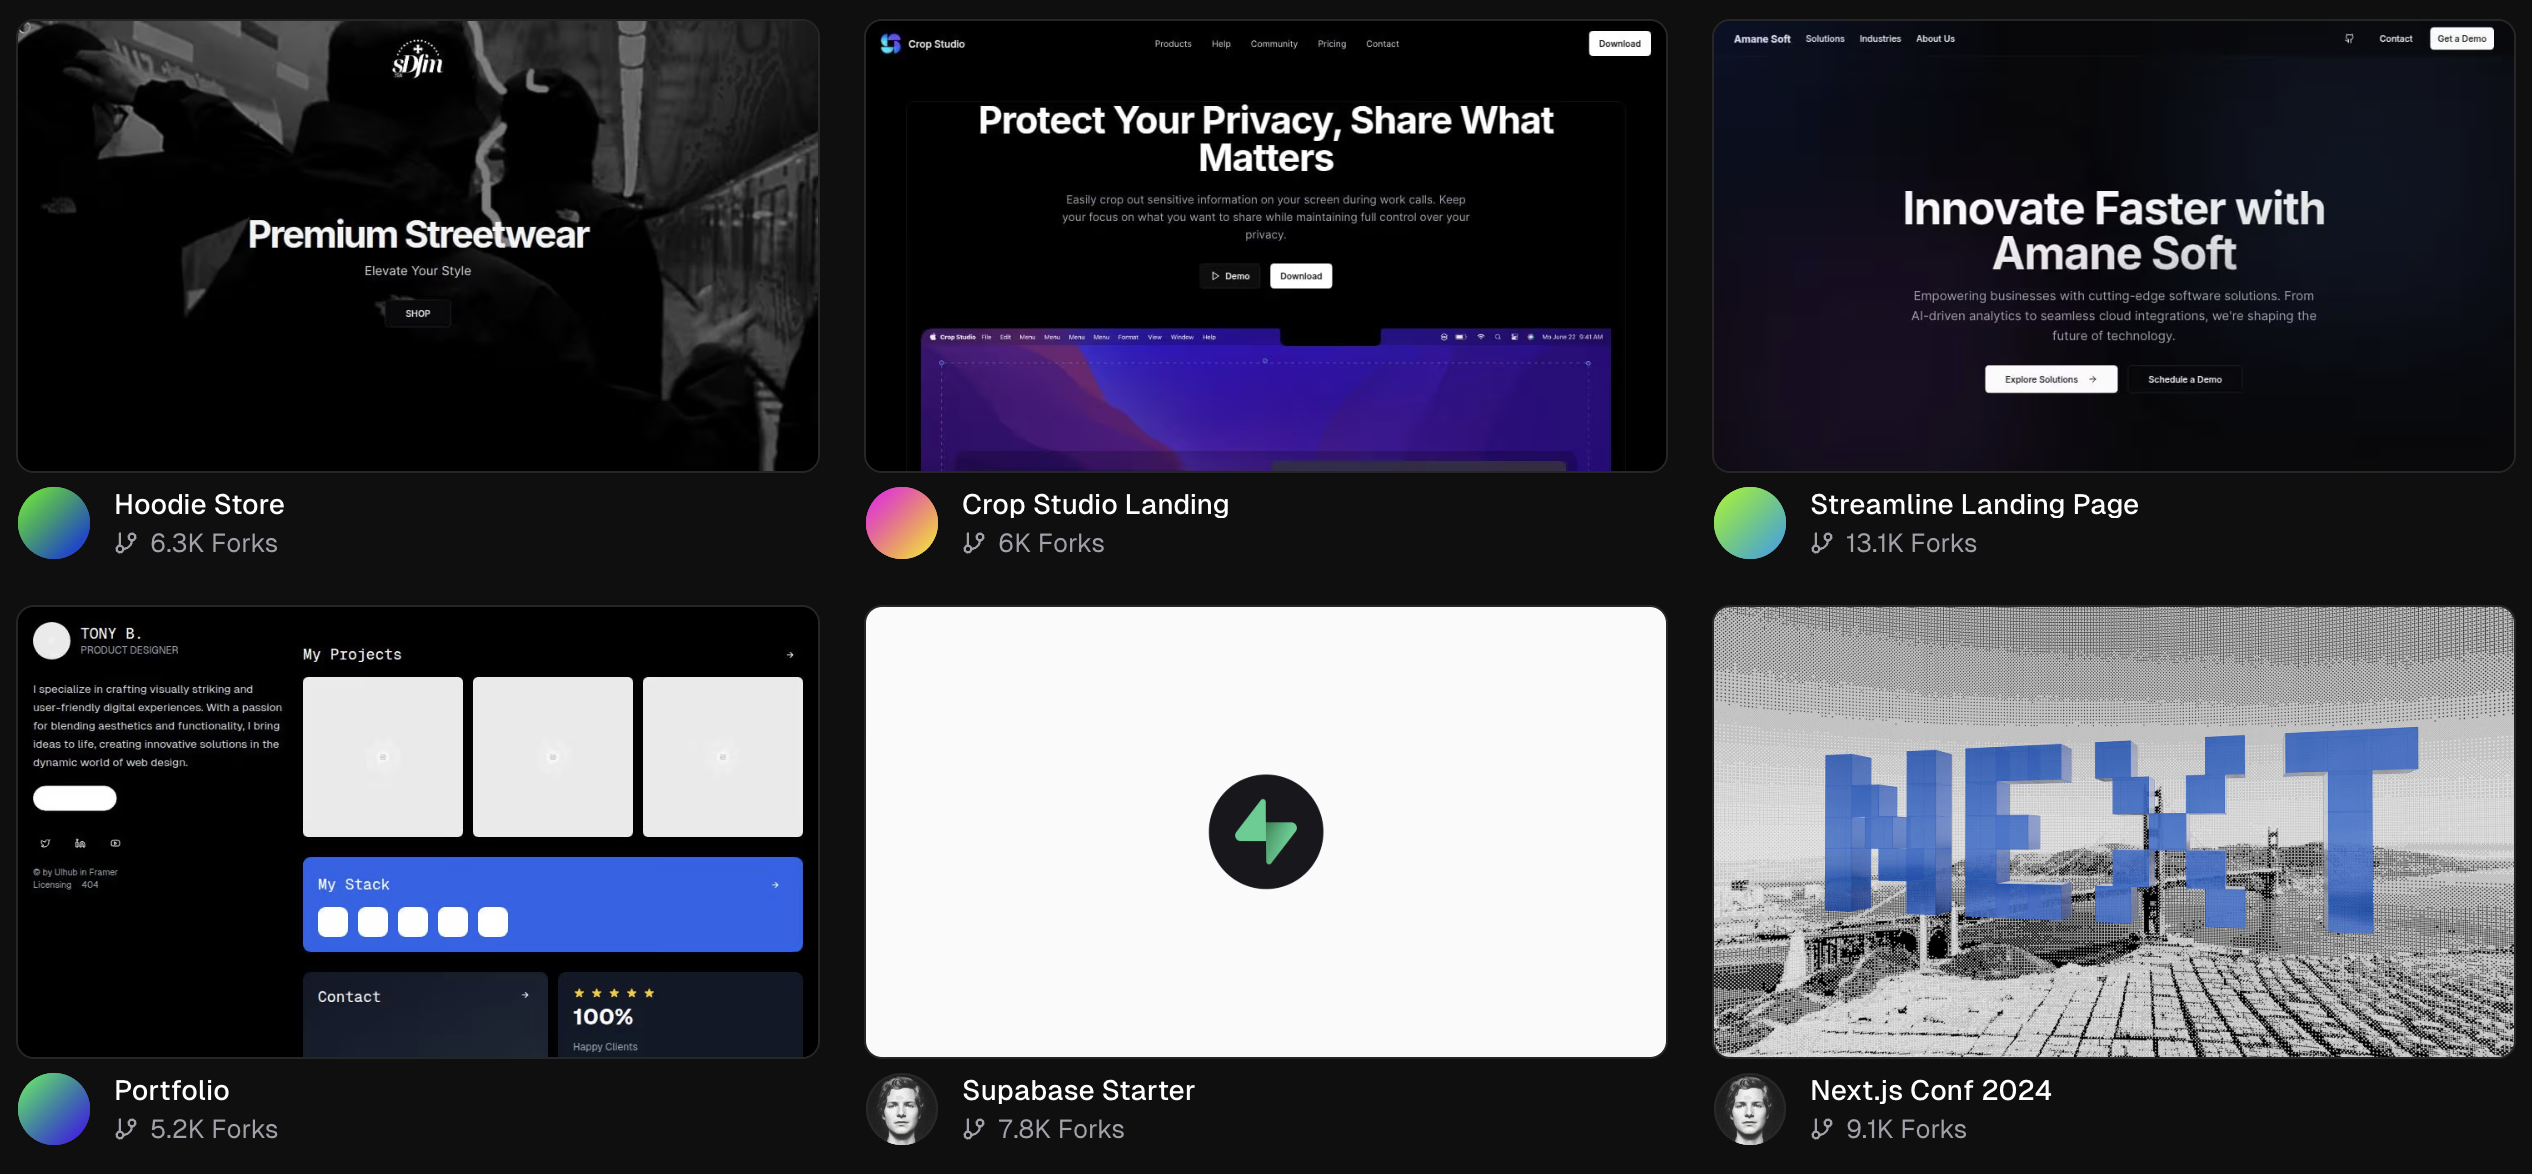 sDfm
Premium Streetwear
Elevate Your Style
SHOP
Hoodie Store
6.3K Forks
Crop Studio
Products Help Community Pricing Contact
Download
Protect Your Privacy, Share What
Matters
Easily crop out sensitive information on your screen during work calls. Keep
your focus on what you want to share while maintaining full control over your
privacy.
Demo Download
Crop Studio File Edit Menu Menu Menu Menu Format View Window Help
Mo June 22 9:41 AM
Crop Studio Landing
6K Forks
Amane Soft Solutions Industries About Us
Contact Get a Demo
Innovate Faster with
Amane Soft
Empowering businesses with cutting-edge software solutions. From
AI-driven analytics to seamless cloud integrations, we're shaping the
future of technology.
Explore Solutions Schedule a Demo
Streamline Landing Page
13.1K Forks
TONY B.
PRODUCT DESIGNER
I specialize in crafting visually striking and
user-friendly digital experiences. With a passion
for blending aesthetics and functionality, I bring
ideas to life, creating innovative solutions in the
dynamic world of web design.
© by Ulhub in Framer
Licensing 404
My Projects
My Stack
Contact
100%
Happy Clients
Portfolio
5.2K Forks
Supabase Starter
7.8K Forks
NEXT
Next.js Conf 2024
9.1K Forks